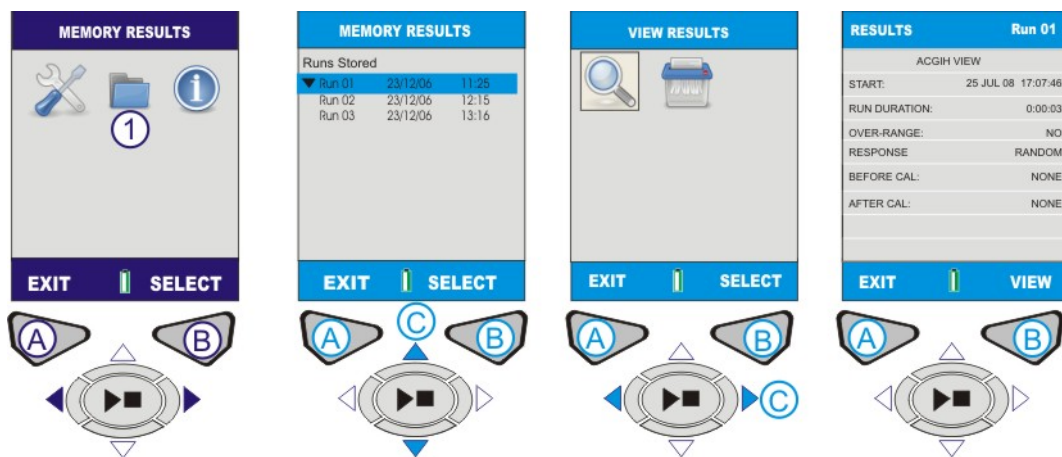 MEMORY RESULTS
1
EXIT SELECT
A B
MEMORY RESULTS
Runs Stored
Run 01 23/12/06 11:25
Run 02 23/12/06 12:15
Run 03 23/12/06 13:16
EXIT SELECT
A C B
VIEW RESULTS
EXIT SELECT
A B
C
RESULTS Run 01
ACGIH VIEW
START: 25 JUL 08 17:07:46
RUN DURATION: 0:00:03
OVER-RANGE: NO
RESPONSE RANDOM
BEFORE CAL: NONE
AFTER CAL: NONE
EXIT VIEW
A B